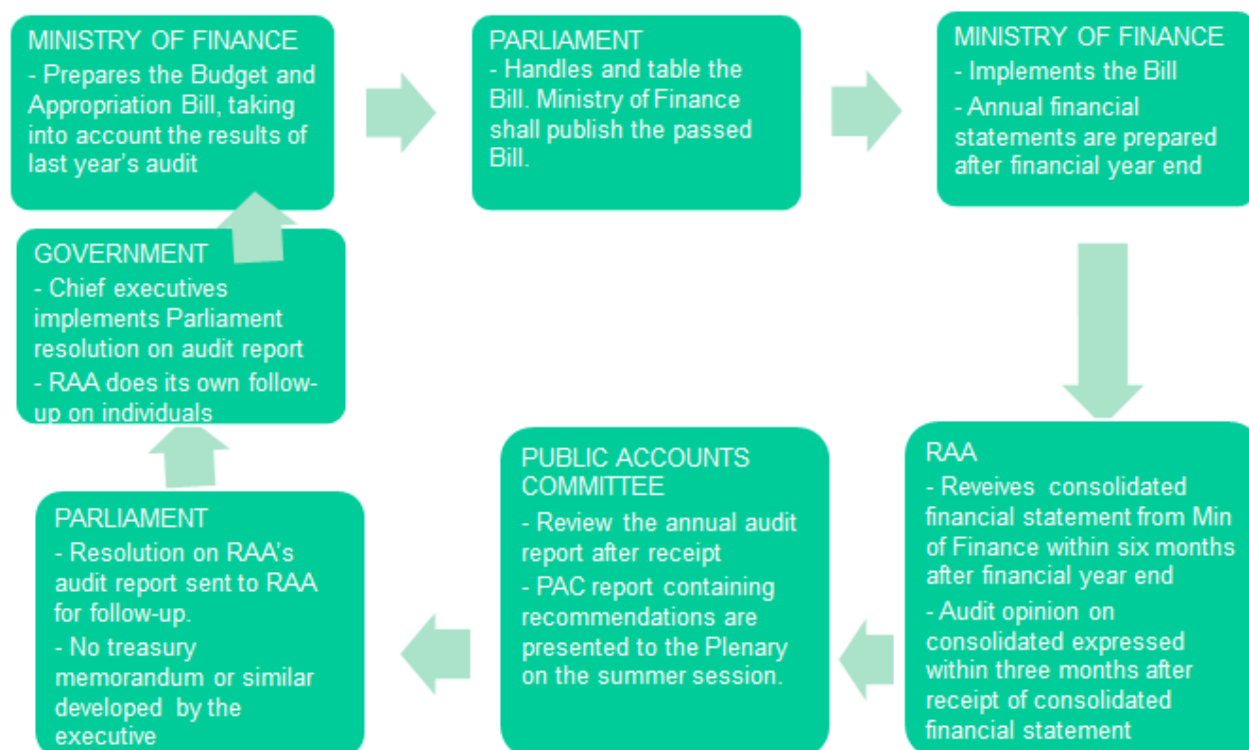 MINISTRY OF FINANCE
- Prepares the Budget and
Appropriation Bill, taking
into account the results of
last year's audit
PARLIAMENT
- Handles and table the
Bill. Ministry of Finance
shall publish the passed
Bill.
MINISTRY OF FINANCE
- Implements the Bill
- Annual financial
statements are prepared
after financial year end
RAA
- Reveives consolidated
financial statement from Min
of Finance within six months
after financial year end
- Audit opinion on
consolidated expressed
within three months after
receipt of consolidated
financial statement
PUBLIC ACCOUNTS
COMMITTEE
- Review the annual audit
report after receipt
- PAC report containing
recommendations are
presented to the Plenary
on the summer session.
PARLIAMENT
- Resolution on RAA's
audit report sent to RAA
for follow-up.
- No treasury
memorandum or similar
developed by the
executive
GOVERNMENT
- Chief executives
implements Parliament
resolution on audit report
- RAA does its own follow-
up on individuals